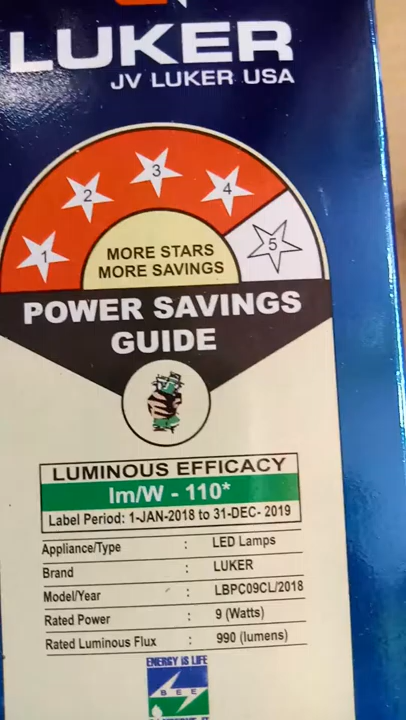 LUKER
JV LUKER USA
1 2 3 4 5
MORE STARS
MORE SAVINGS
POWER SAVINGS
GUIDE
LUMINOUS EFFICACY
lm/W - 110*
Label Period: 1-JAN-2018 to 31-DEC- 2019
Appliance/Type : LED Lamps
Brand : LUKER
Model/Year : LBPC09CL/2018
Rated Power : 9 (Watts)
Rated Luminous Flux : 990 (lumens)
ENERGY IS LIFE
BEE